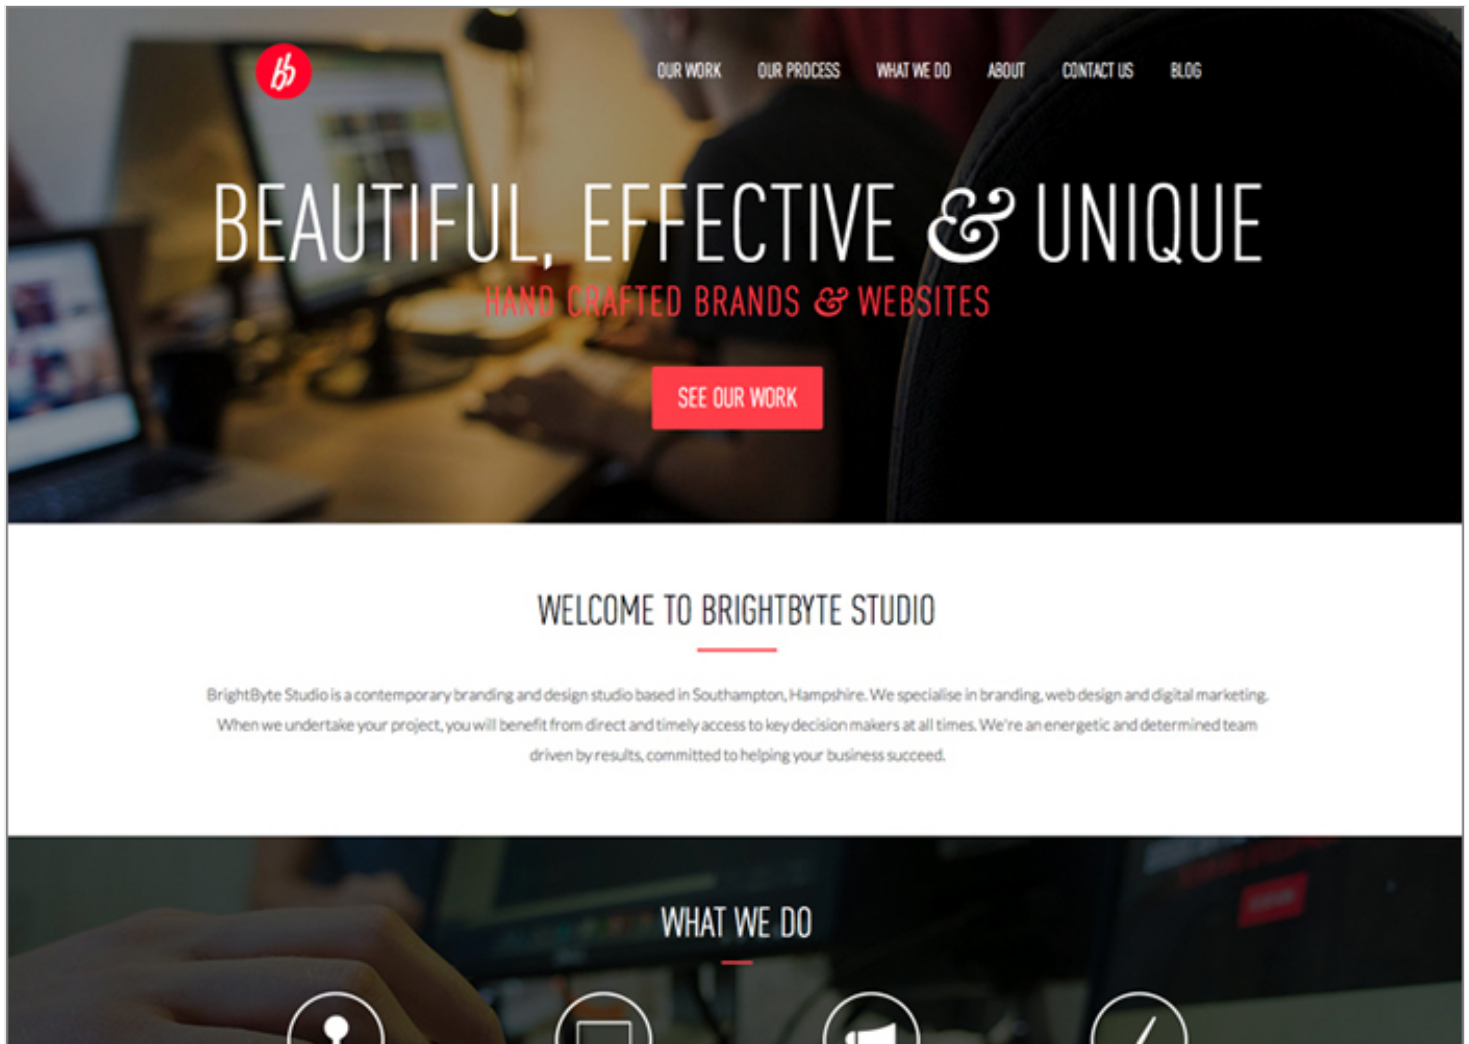 bb
OUR WORK OUR PROCESS WHAT WE DO ABOUT CONTACT US BLOG
BEAUTIFUL, EFFECTIVE & UNIQUE
HAND CRAFTED BRANDS & WEBSITES
SEE OUR WORK
WELCOME TO BRIGHTBYTE STUDIO
BrightByte Studio is a contemporary branding and design studio based in Southampton, Hampshire. We specialise in branding, web design and digital marketing.
When we undertake your project, you will benefit from direct and timely access to key decision makers at all times. We're an energetic and determined team
driven by results, committed to helping your business succeed.
WHAT WE DO